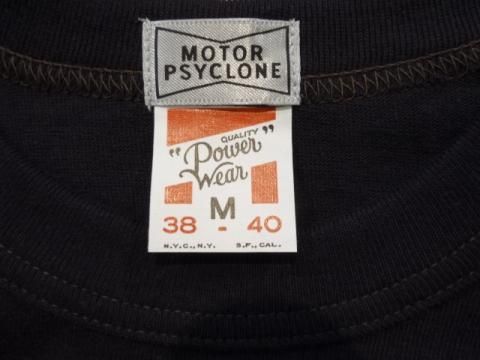 MOTOR
PSYCLONE
QUALITY
"Power"
Wear
M
38 - 40
N.Y.C., N.Y. S.F., CAL.